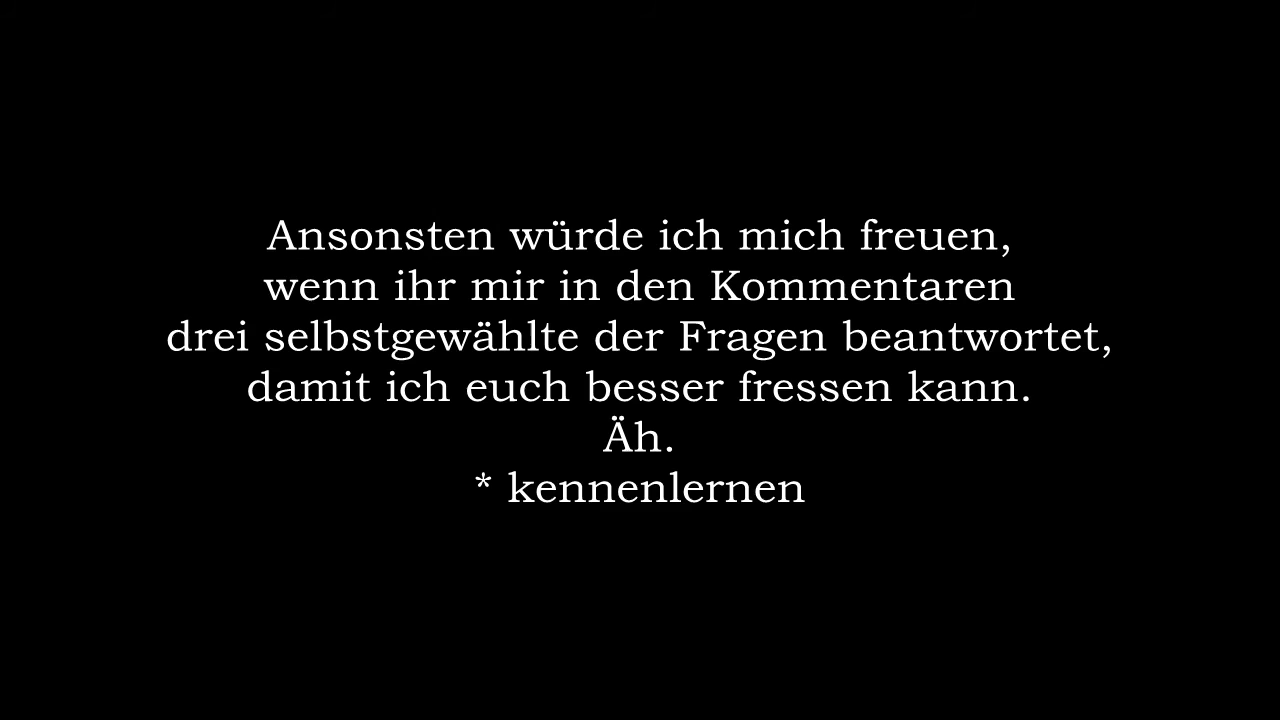 Ansonsten würde ich mich freuen,
wenn ihr mir in den Kommentaren
drei selbstgewählte der Fragen beantwortet,
damit ich euch besser fressen kann.
Äh.
* kennenlernen